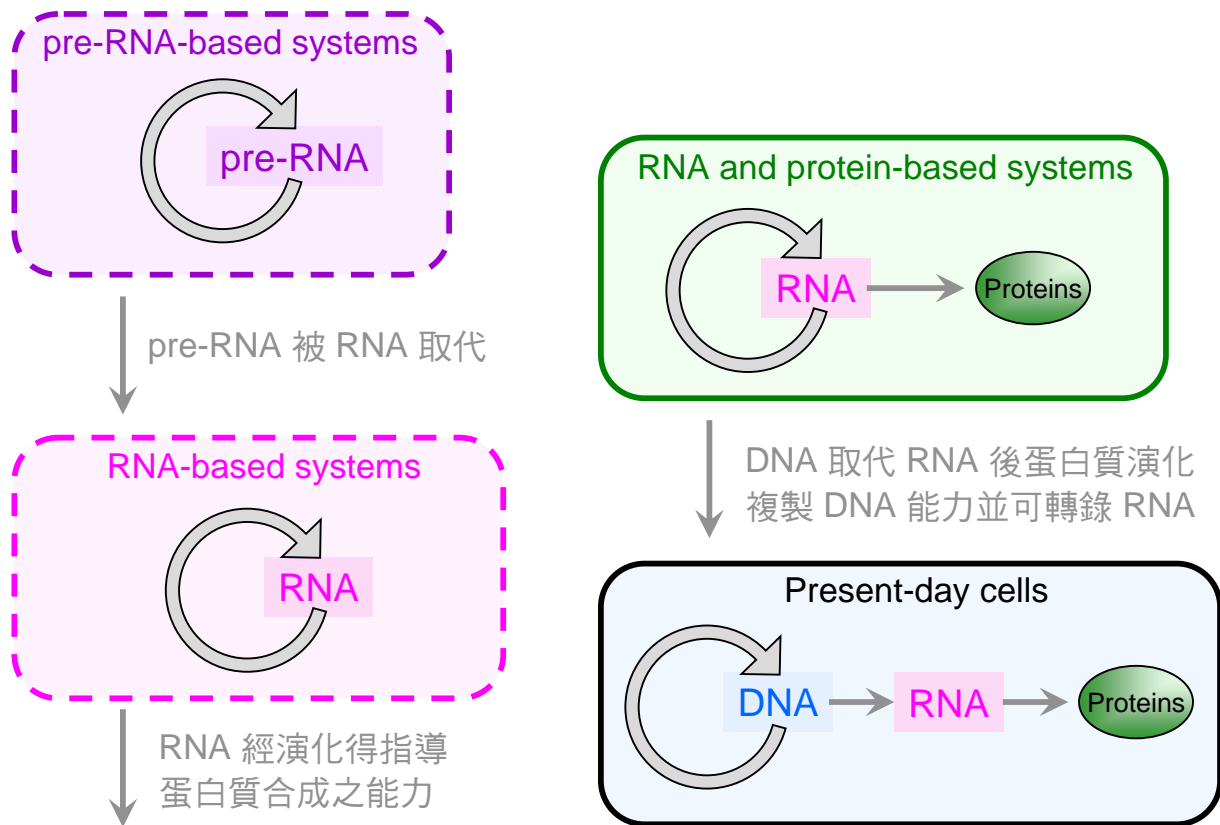 pre-RNA-based systems
pre-RNA
pre-RNA 被 RNA 取代
RNA-based systems
RNA
RNA 經演化得指導
蛋白質合成之能力
RNA and protein-based systems
RNA
Proteins
DNA 取代 RNA 後蛋白質演化
複製 DNA 能力並可轉錄 RNA
Present-day cells
DNA
RNA
Proteins